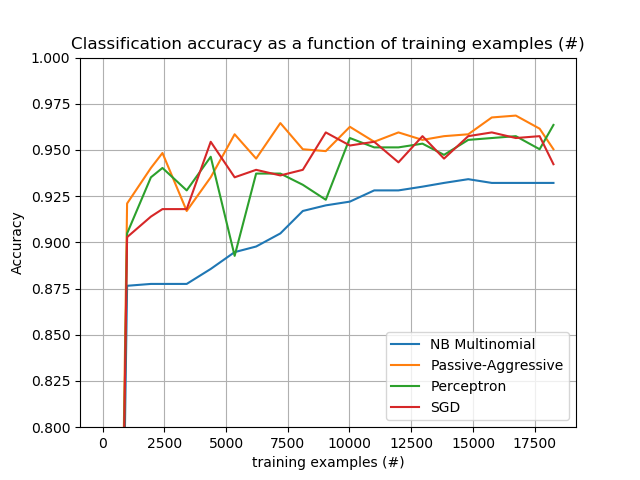 Classification accuracy as a function of training examples (#)
1.000
0.975
0.950
0.925
0.900
0.875
0.850
0.825
0.800
Accuracy
NB Multinomial
Passive-Aggressive
Perceptron
SGD
0 2500 5000 7500 10000 12500 15000 17500
training examples (#)